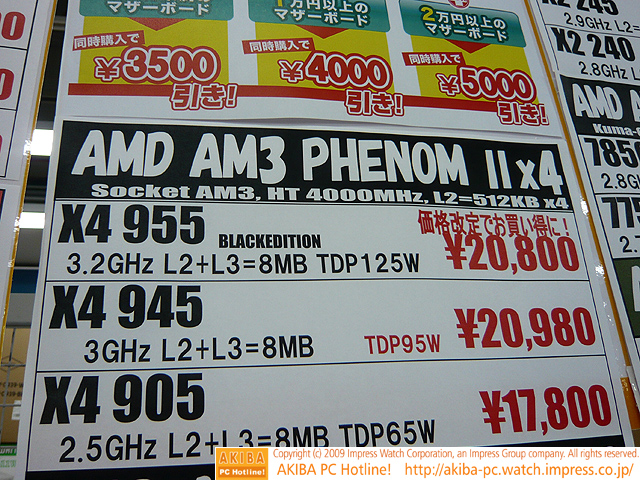 マザーボード
同時購入で
¥3500
引き!
1万円以上の
マザーボード
同時購入で
¥4000
引き!
2万円以上の
マザーボード
同時購入で
¥5000
引き!
X2 245
2.9GHz
X2 240
2.8GHz
AMD
Kuma
7850
2.8G
AMD AM3 PHENOM II x4
Socket AM3, HT 4000MHz, L2=512KB x4
X4 955 BLACKEDITION
価格改定でお買い得に!
3.2GHz L2+L3=8MB TDP125W
¥20,800
X4 945
3GHz L2+L3=8MB TDP95W
¥20,980
X4 905
2.5GHz L2+L3=8MB TDP65W
¥17,800
AKIBA
PC Hotline!
Copyright (c) 2009 Impress Watch Corporation, an Impress Group company. All rights reserved.
AKIBA PC Hotline! http://akiba-pc.watch.impress.co.jp/